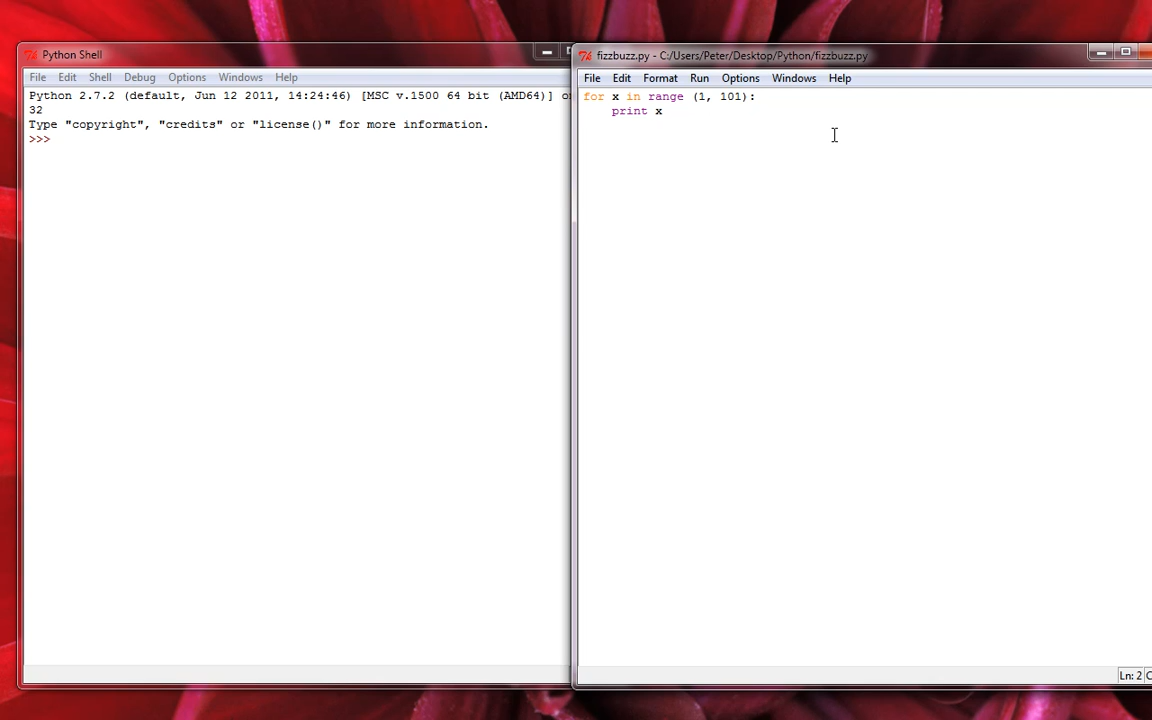 Python Shell
File Edit Shell Debug Options Windows Help
Python 2.7.2 (default, Jun 12 2011, 14:24:46) [MSC v.1500 64 bit (AMD64)]
32
Type "copyright", "credits" or "license()" for more information.
>>>
fizzbuzz.py - C:/Users/Peter/Desktop/Python/fizzbuzz.py
File Edit Format Run Options Windows Help
for x in range (1, 101):
    print x
Ln: 2